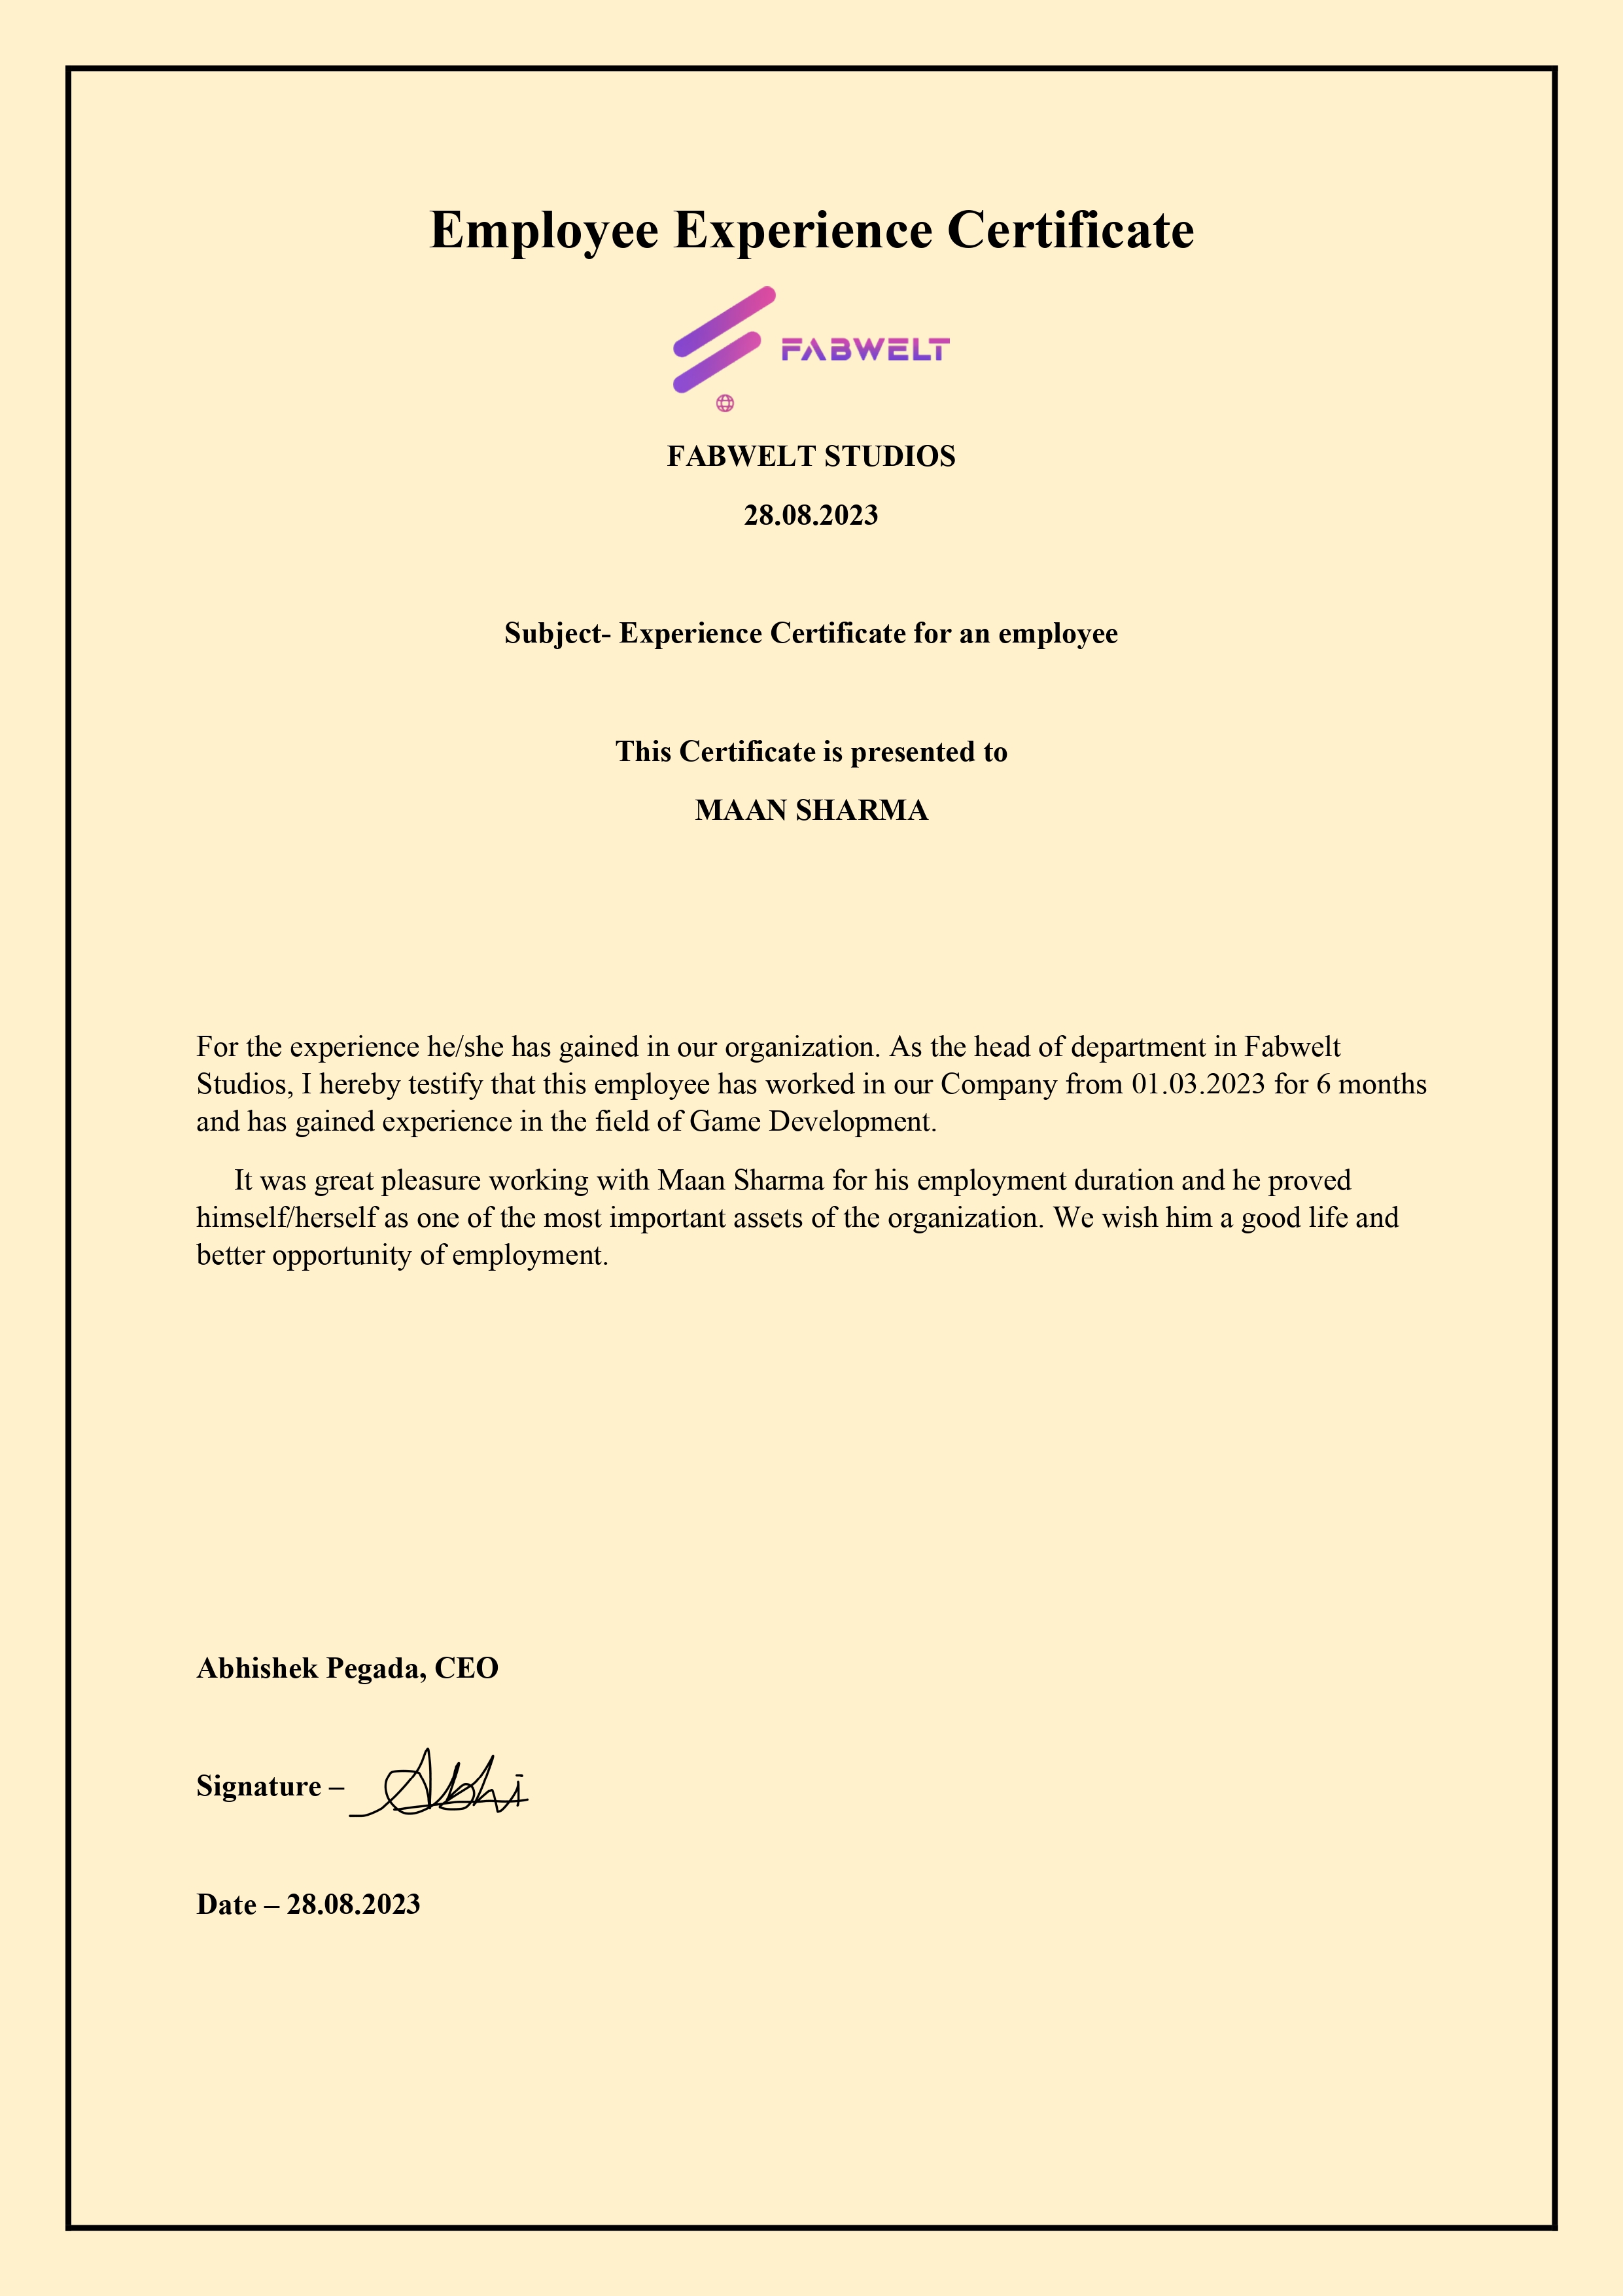 Employee Experience Certificate
FABWELT
FABWELT STUDIOS
28.08.2023
Subject- Experience Certificate for an employee
This Certificate is presented to
MAAN SHARMA
For the experience he/she has gained in our organization. As the head of department in Fabwelt
Studios, I hereby testify that this employee has worked in our Company from 01.03.2023 for 6 months
and has gained experience in the field of Game Development.
It was great pleasure working with Maan Sharma for his employment duration and he proved
himself/herself as one of the most important assets of the organization. We wish him a good life and
better opportunity of employment.
Abhishek Pegada, CEO
Signature – Abhi
Date – 28.08.2023